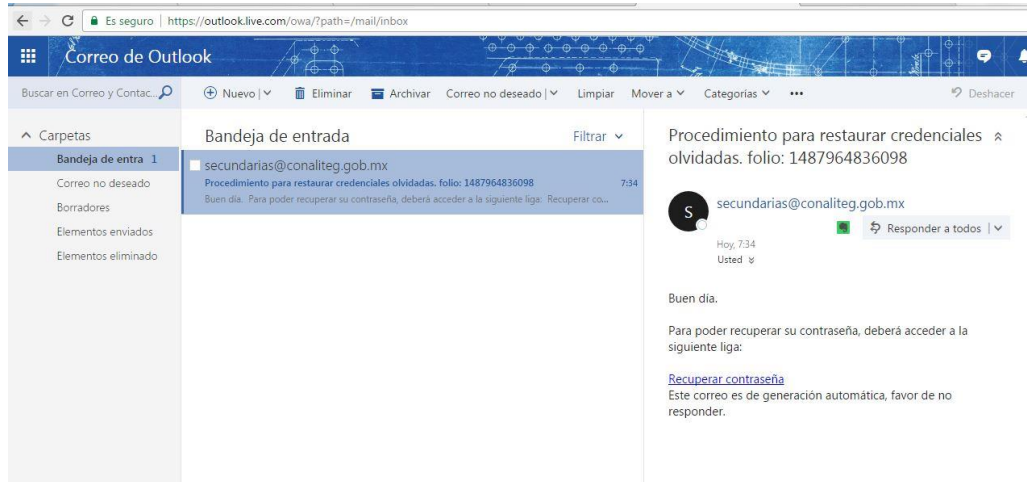 Es seguro | https://outlook.live.com/owa/?path=/mail/inbox
Correo de Outlook
Buscar en Correo y Contac...
Nuevo | Eliminar Archivar Correo no deseado | Limpiar Mover a Categorías ••• Deshacer
Carpetas
Bandeja de entra 1
Correo no deseado
Borradores
Elementos enviados
Elementos eliminado
Bandeja de entrada Filtrar
secundarias@conaliteg.gob.mx
Procedimiento para restaurar credenciales olvidadas. folio: 1487964836098 7:34
Buen día. Para poder recuperar su contraseña, deberá acceder a la siguiente liga: Recuperar co...
Procedimiento para restaurar credenciales
olvidadas. folio: 1487964836098
S
secundarias@conaliteg.gob.mx
Responder a todos |
Hoy, 7:34
Usted
Buen día.
Para poder recuperar su contraseña, deberá acceder a la
siguiente liga:
Recuperar contraseña
Este correo es de generación automática, favor de no
responder.